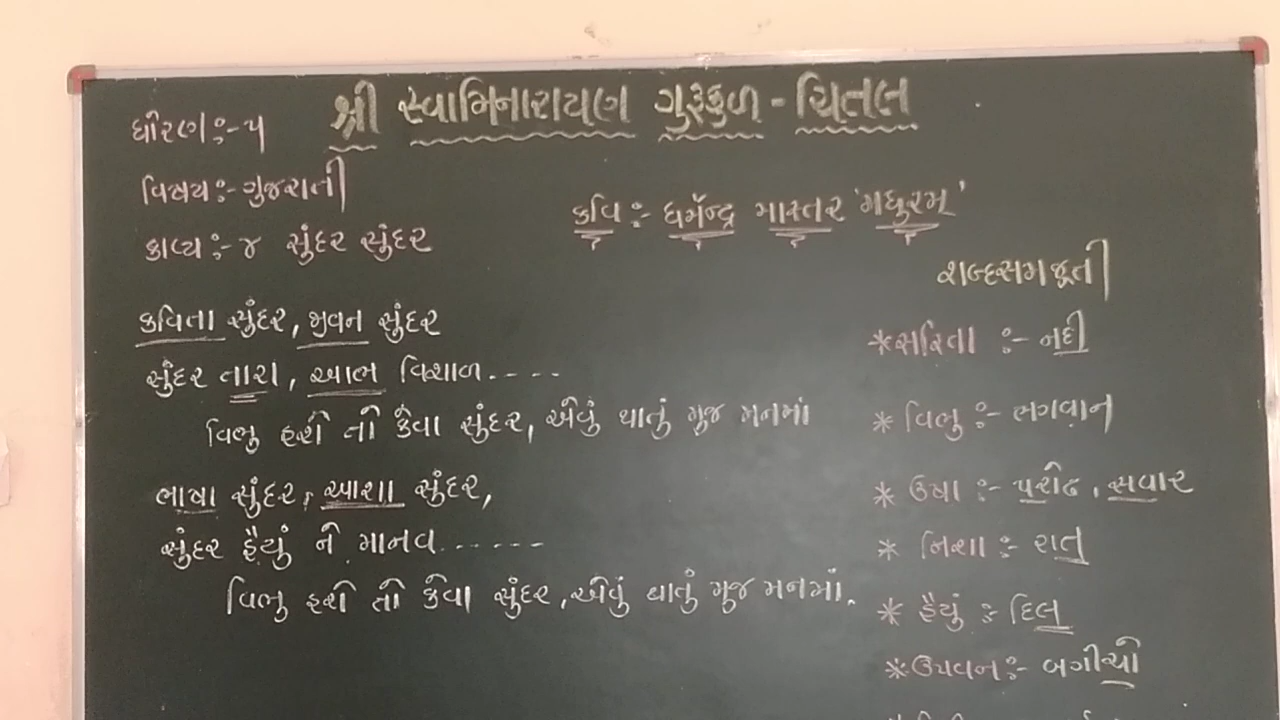 શ્રી સ્વામિનારાયણ ગુરુકુળ - ચિતલ
ધોરણ:- ૫
વિષય:- ગુજરાતી
કાવ્ય:- ૪ સુંદર સુંદર
કવિ:- ધર્મેન્દ્ર માસ્તર 'મધુરમ્'
કવિતા સુંદર, ભુવન સુંદર
સુંદર તારા, આભ વિશાળ....
વિભુ હશે તો કેવા સુંદર, એવું થાતું મુજ મનમાં
ભાષા સુંદર, આશા સુંદર,
સુંદર હૈયું ને માનવ......
વિભુ હશે તો કેવા સુંદર, એવું થાતું મુજ મનમાં.
શબ્દસમજૂતી
*સરિતા :- નદી
* વિભુ :- ભગવાન
* ઉષા :- પરોઢ, સવાર
* નિશા :- રાત
* હૈયું :- દિલ
*ઉપવન:- બગીચો